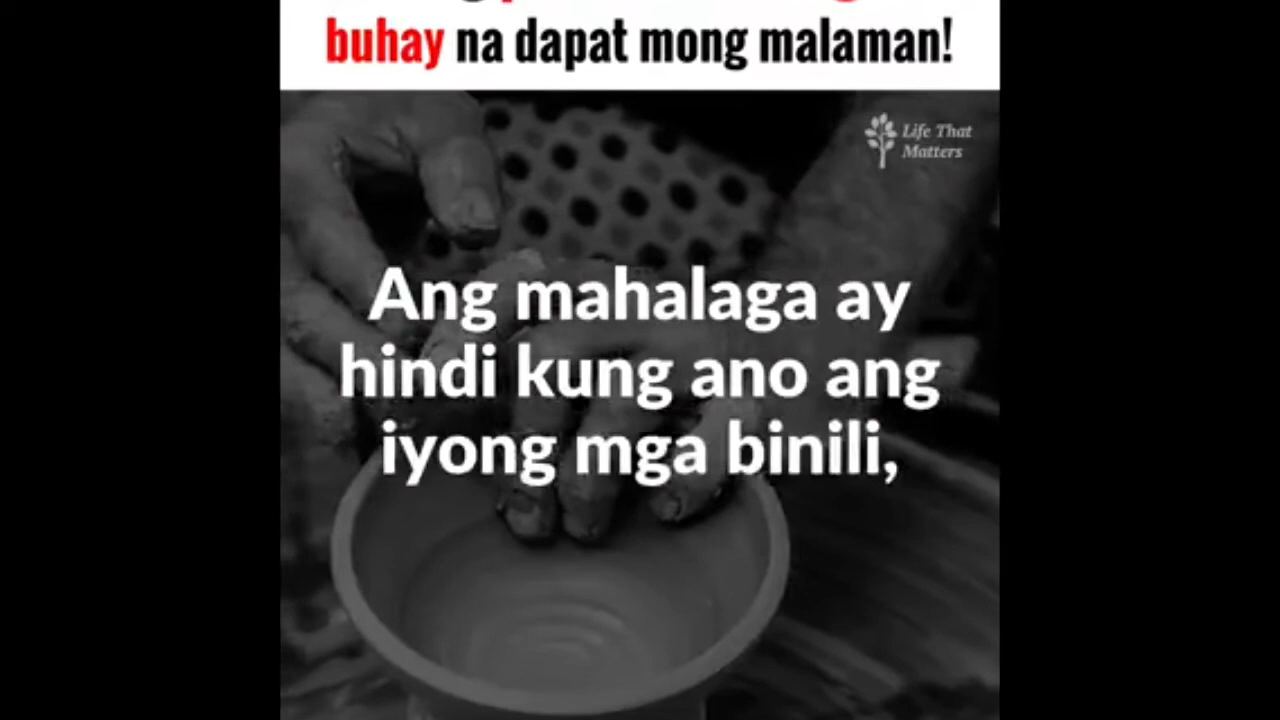 buhay na dapat mong malaman!
Life That
Matters
Ang mahalaga ay
hindi kung ano ang
iyong mga binili,